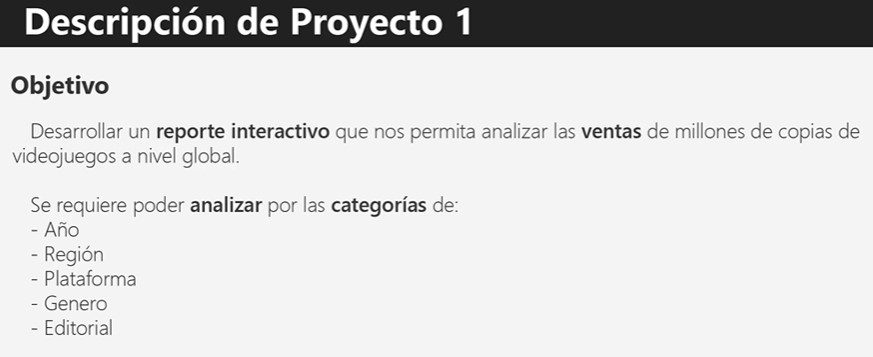 Descripción de Proyecto 1
Objetivo
Desarrollar un reporte interactivo que nos permita analizar las ventas de millones de copias de
videojuegos a nivel global.
Se requiere poder analizar por las categorías de:
- Año
- Región
- Plataforma
- Genero
- Editorial